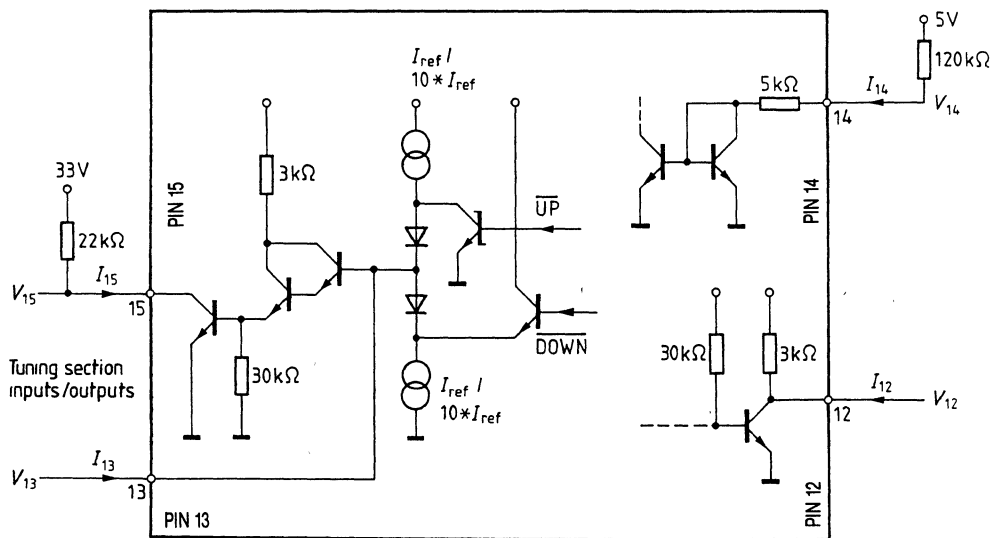 I_ref /
10 * I_ref
5V
120kΩ
5kΩ
I_14
V_14
14
PIN 14
33V
22kΩ
PIN 15
3kΩ
U̅P̅
V_15
I_15
15
D̅O̅W̅N̅
Tuning section
inputs/outputs
30kΩ
I_ref /
10 * I_ref
30kΩ
3kΩ
I_12
V_12
12
V_13
I_13
13
PIN 13
PIN 12